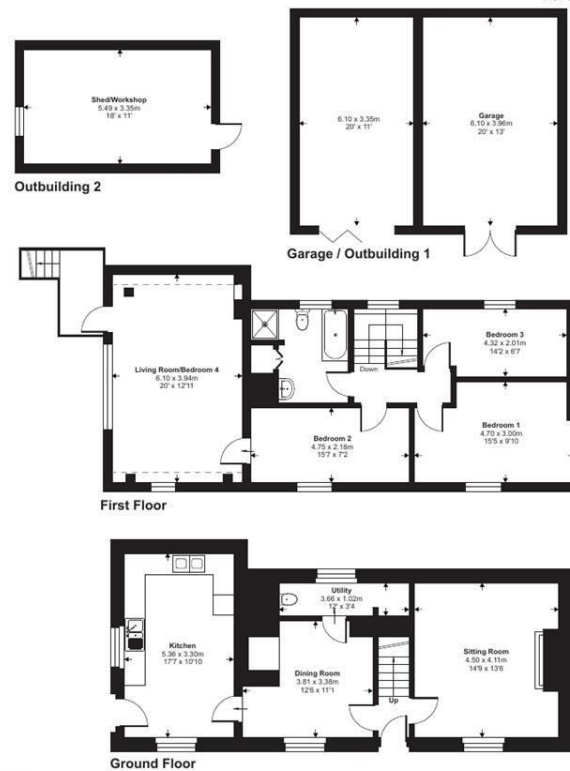 Shed/Workshop
5.49 x 3.35m
18' x 11'
Outbuilding 2
6.10 x 3.35m
20' x 11'
Garage
6.10 x 3.96m
20' x 13'
Garage / Outbuilding 1
Living Room/Bedroom 4
6.10 x 3.94m
20' x 12'11
Down
Bedroom 3
4.32 x 2.01m
14'2 x 6'7
Bedroom 2
4.75 x 2.18m
15'7 x 7'2
Bedroom 1
4.70 x 3.00m
15'5 x 9'10
First Floor
Utility
3.66 x 1.02m
12' x 3'4
Kitchen
5.36 x 3.30m
17'7 x 10'10
Dining Room
3.81 x 3.38m
12'6 x 11'1
Up
Sitting Room
4.50 x 4.11m
14'9 x 13'6
Ground Floor